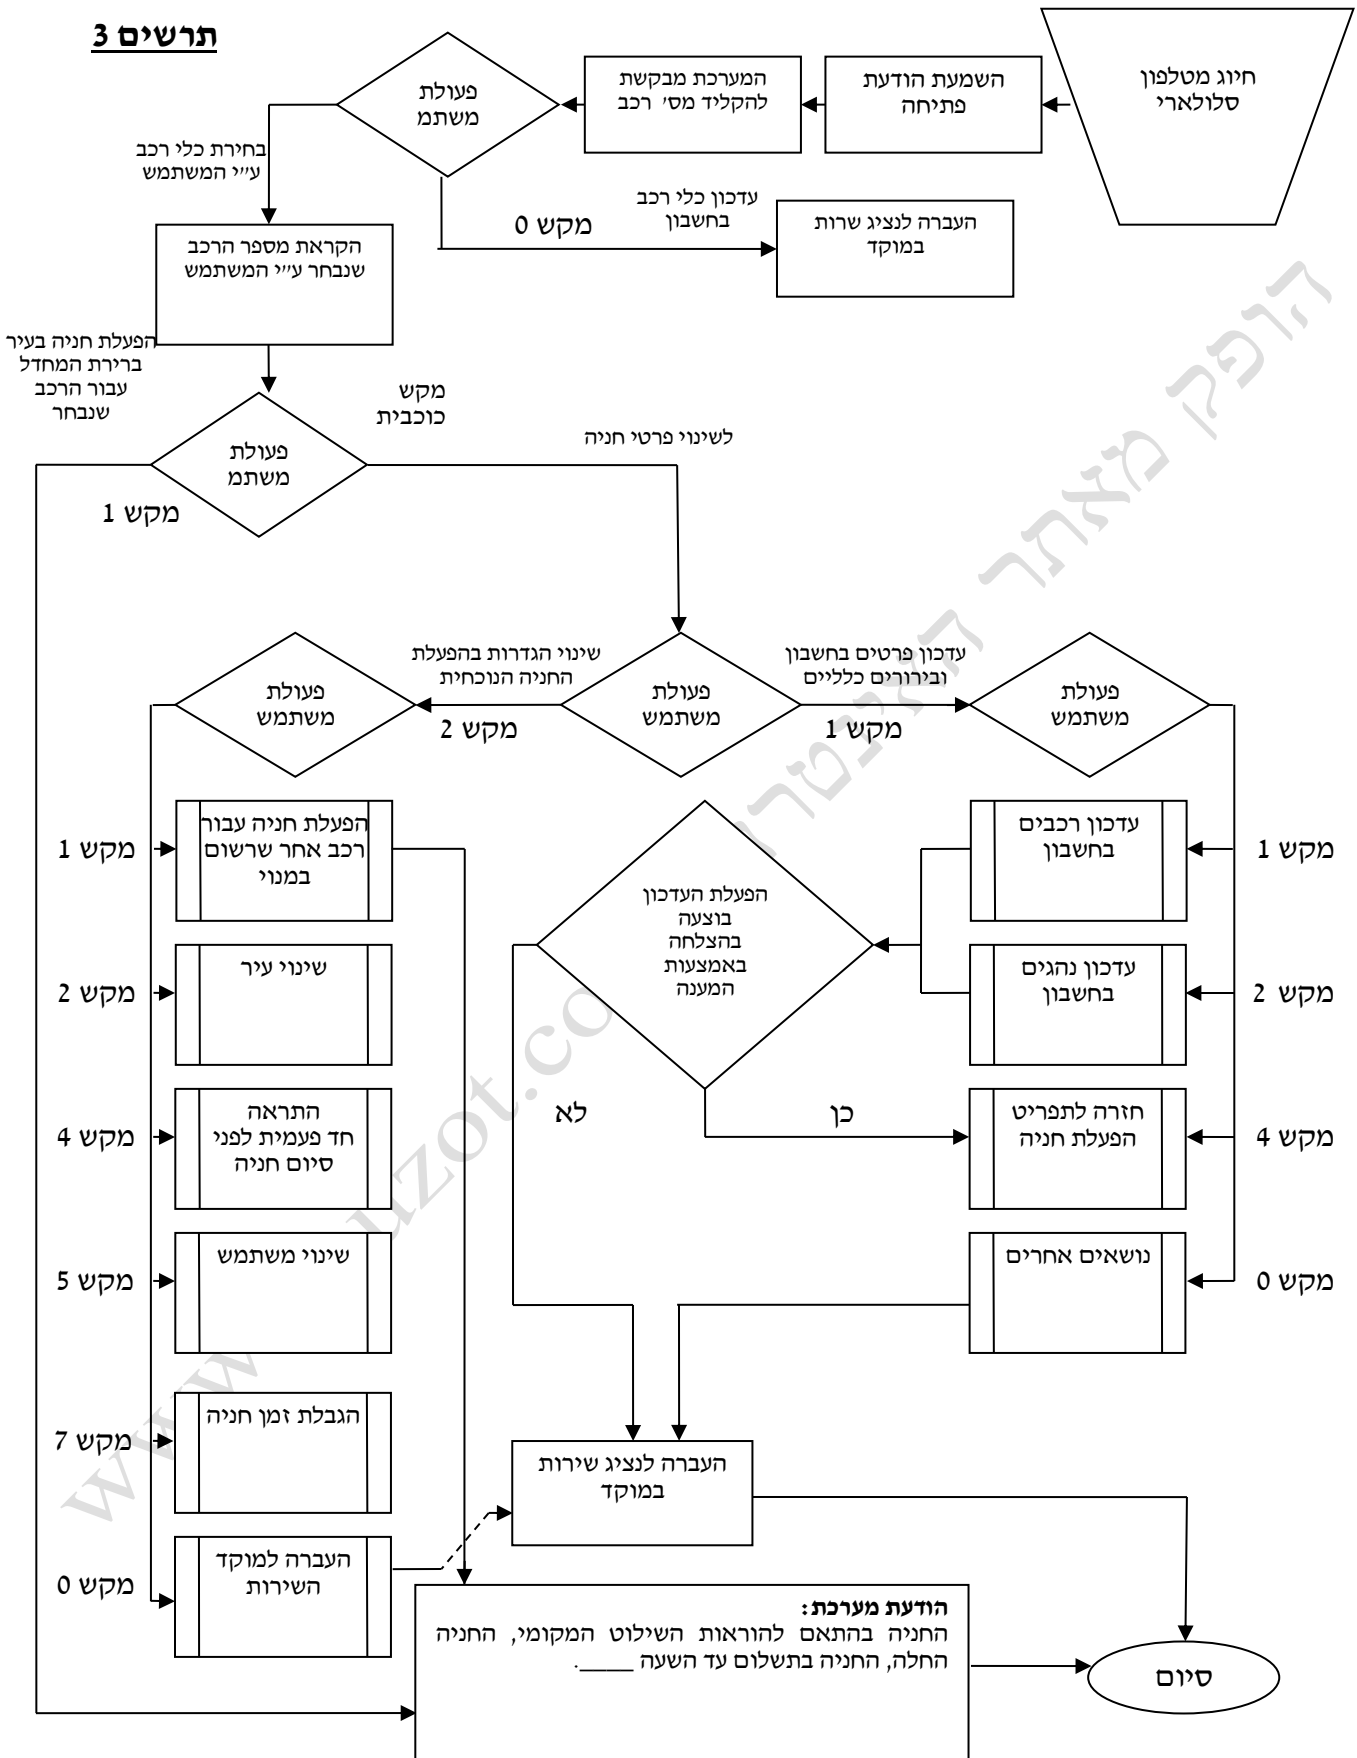 תרשים 3
חיוג מטלפון
סלולארי
השמעת הודעת
פתיחה
המערכת מבקשת
להקליד מס׳ רכב
פעולת
משתמ
בחירת כלי רכב
ע״י המשתמש
מקש 0
עדכון כלי רכב
בחשבון
העברה לנציג שרות
במוקד
הקראת מספר הרכב
שנבחר ע״י המשתמש
הפעלת חניה בעיר
ברירת המחדל
עבור הרכב
שנבחר
מקש
כוכבית
לשינוי פרטי חניה
פעולת
משתמ
מקש 1
פעולת
משתמש
עדכון פרטים בחשבון
ובירורים כלליים
מקש 1
פעולת
משתמש
שינוי הגדרות בהפעלת
החניה הנוכחית
מקש 2
פעולת
משתמש
מקש 1
עדכון רכבים
בחשבון
מקש 2
עדכון נהגים
בחשבון
מקש 4
חזרה לתפריט
הפעלת חניה
מקש 0
נושאים אחרים
הפעלת העדכון
בוצעה
בהצלחה
באמצעות
המענה
כן
לא
הפעלת חניה עבור
רכב אחר שרשום
במנוי
מקש 1
שינוי עיר
מקש 2
התראה
חד פעמית לפני
סיום חניה
מקש 4
שינוי משתמש
מקש 5
הגבלת זמן חניה
מקש 7
העברה למוקד
השירות
מקש 0
העברה לנציג שירות
במוקד
הודעת מערכת:
החניה בהתאם להוראות השילוט המקומי, החניה
החלה, החניה בתשלום עד השעה ____.
סיום
הופק מאתר האינטר
www
uzot.co